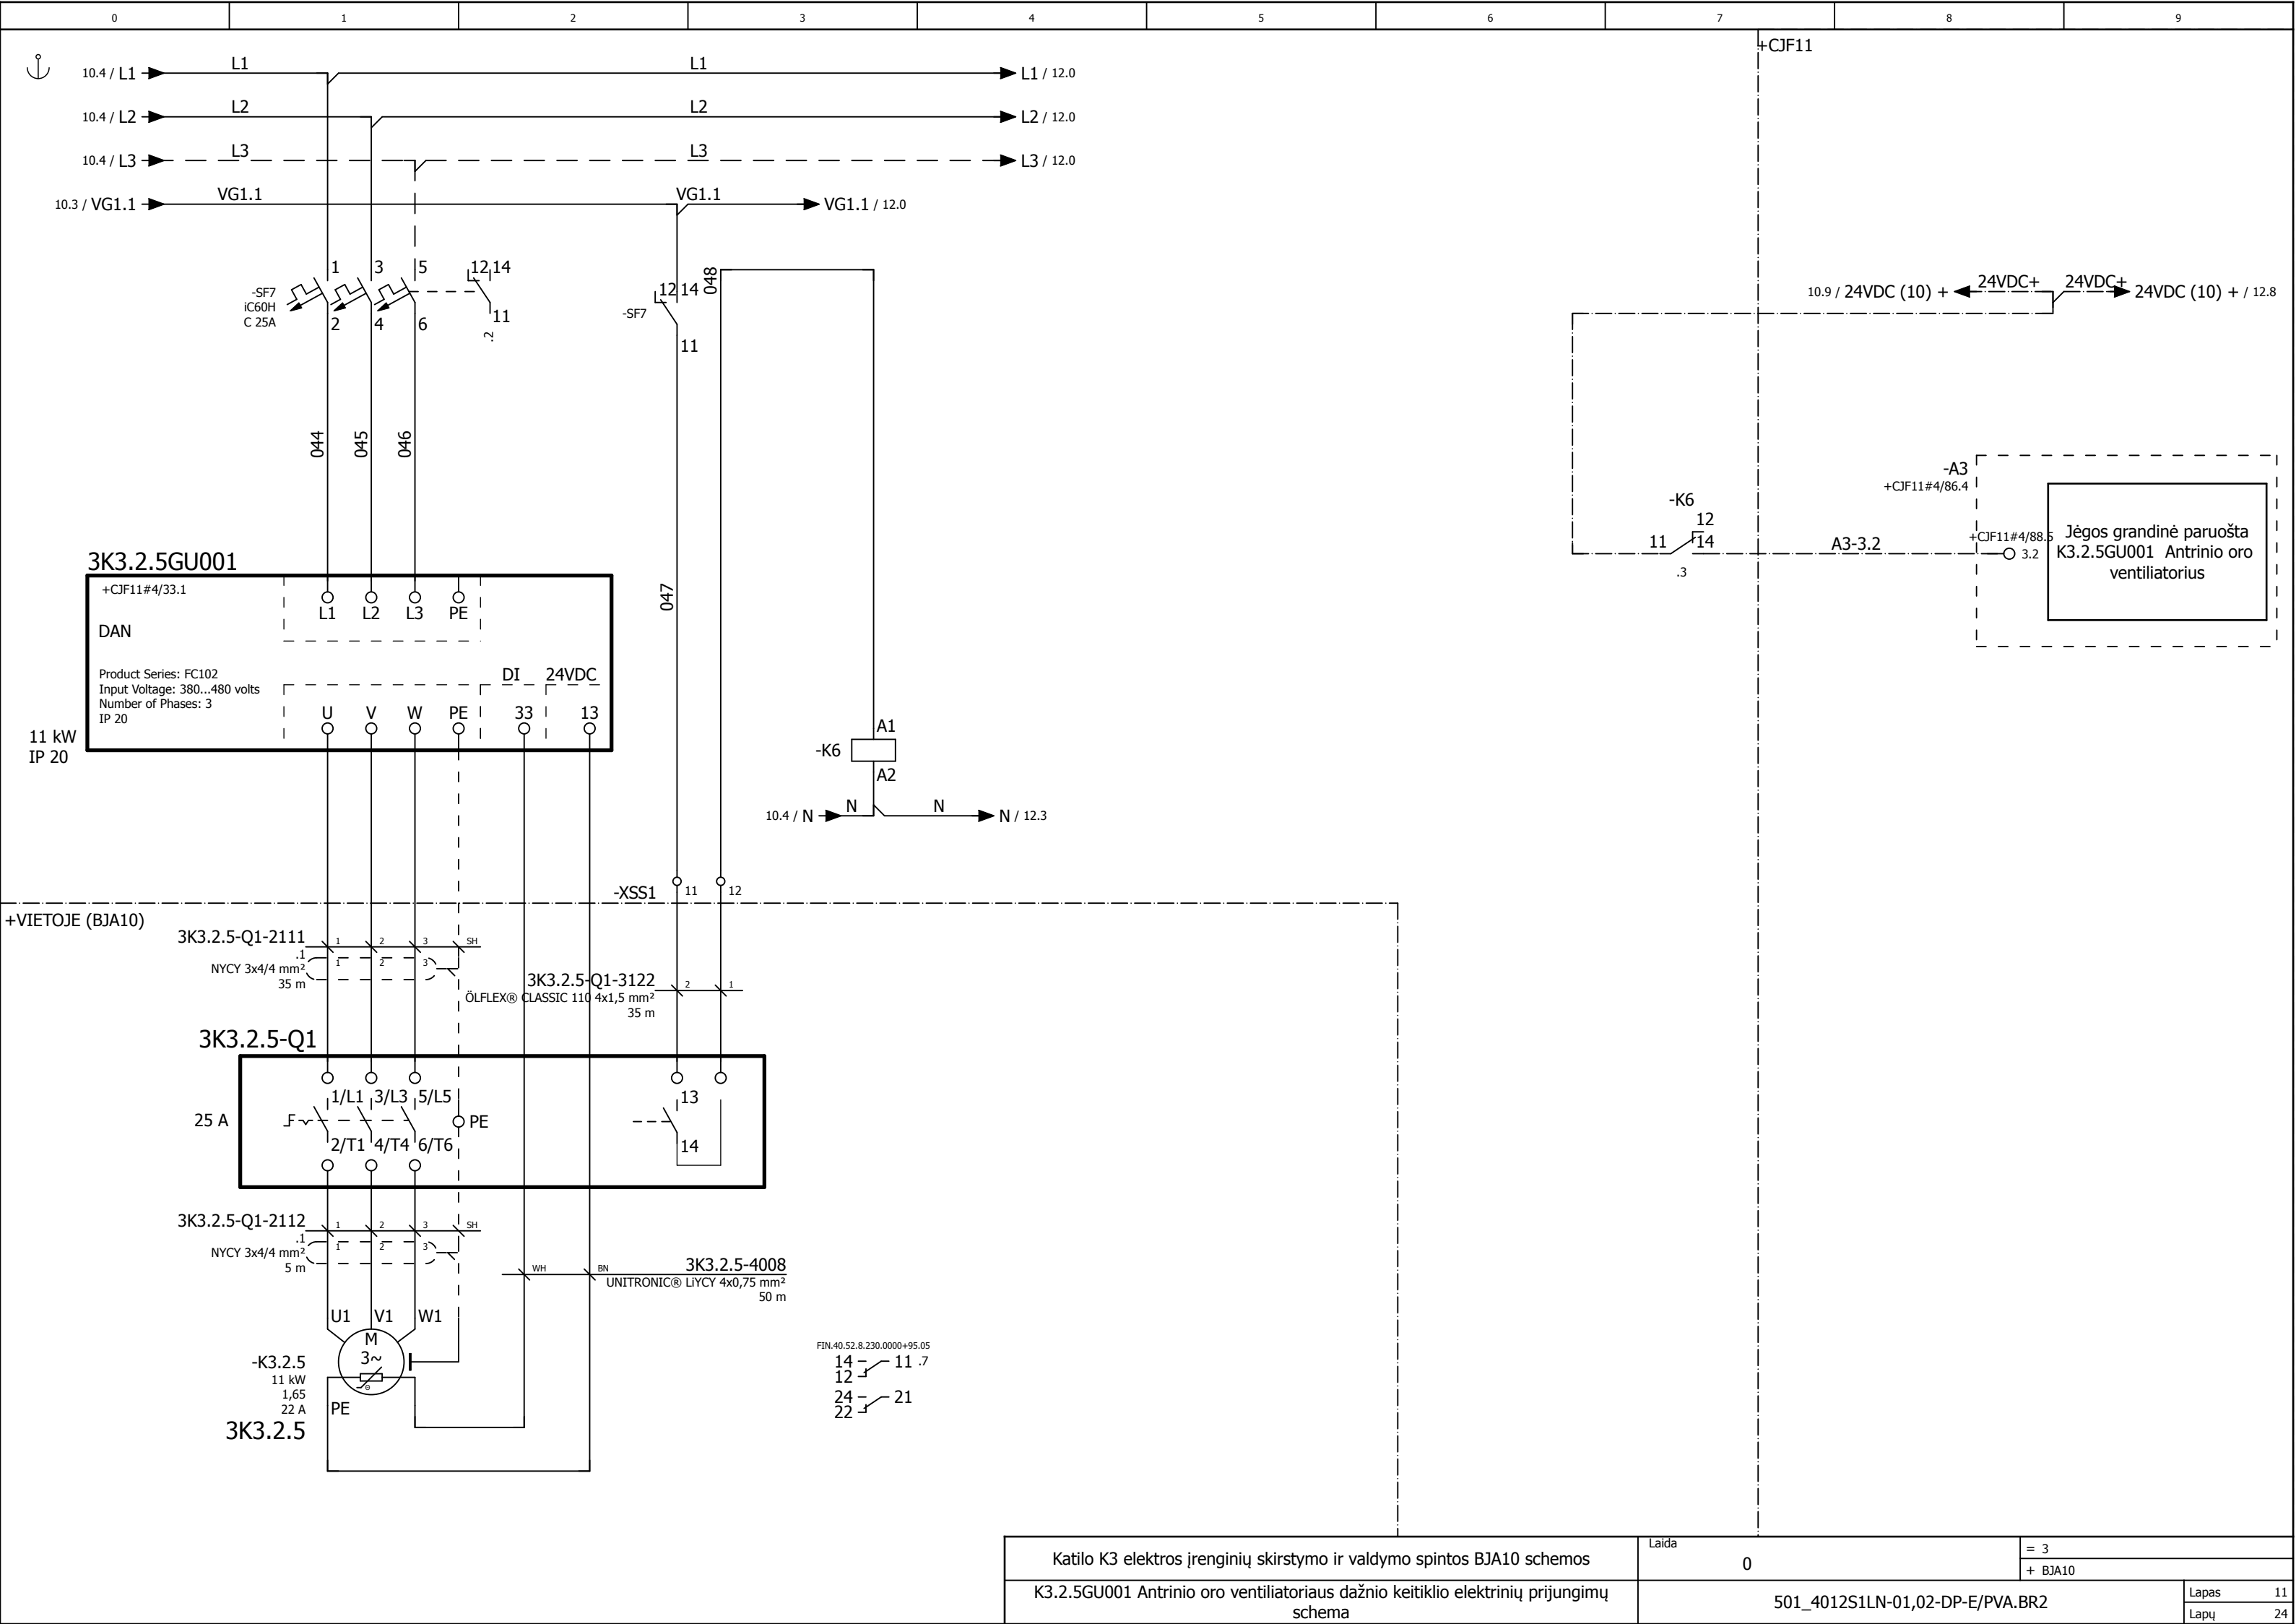 0 1 2 3 4 5 6 7 8 9
+CJF11
10.4 / L1 L1 L1 L1 / 12.0
10.4 / L2 L2 L2 L2 / 12.0
10.4 / L3 L3 L3 L3 / 12.0
10.3 / VG1.1 VG1.1 VG1.1 VG1.1 / 12.0
1 3 5 12 14
-SF7
iC60H
C 25A
2 4 6 11
.2
12 14
-SF7
11
048
10.9 / 24VDC (10) + 24VDC+ 24VDC+ 24VDC (10) + / 12.8
044 045 046
047
-A3
+CJF11#4/86.4
-K6
12
11 14
.3
A3-3.2
+CJF11#4/88.5
3.2
Jėgos grandinė paruošta
K3.2.5GU001 Antrinio oro
ventiliatorius
3K3.2.5GU001
+CJF11#4/33.1
L1 L2 L3 PE
DAN
Product Series: FC102
Input Voltage: 380...480 volts
Number of Phases: 3
IP 20
DI 24VDC
U V W PE 33 13
11 kW
IP 20
A1
-K6
A2
10.4 / N N N N / 12.3
-XSS1 11 12
+VIETOJE (BJA10)
3K3.2.5-Q1-2111 1 2 3 SH
.1 1 2 3
NYCY 3x4/4 mm²
35 m
3K3.2.5-Q1-3122 2 1
ÖLFLEX® CLASSIC 110 4x1,5 mm²
35 m
3K3.2.5-Q1
1/L1 3/L3 5/L5 13
25 A PE
2/T1 4/T4 6/T6 14
3K3.2.5-Q1-2112 1 2 3 SH
.1 1 2 3
NYCY 3x4/4 mm²
5 m
WH BN 3K3.2.5-4008
UNITRONIC® LiYCY 4x0,75 mm²
50 m
U1 V1 W1
M
3~
Θ
-K3.2.5
11 kW
1,65
22 A
PE
3K3.2.5
FIN.40.52.8.230.0000+95.05
14 11 .7
12
24 21
22
Katilo K3 elektros įrenginių skirstymo ir valdymo spintos BJA10 schemos
Laida
0
= 3
+ BJA10
K3.2.5GU001 Antrinio oro ventiliatoriaus dažnio keitiklio elektrinių prijungimų
schema
501_4012S1LN-01,02-DP-E/PVA.BR2
Lapas 11
Lapų 24